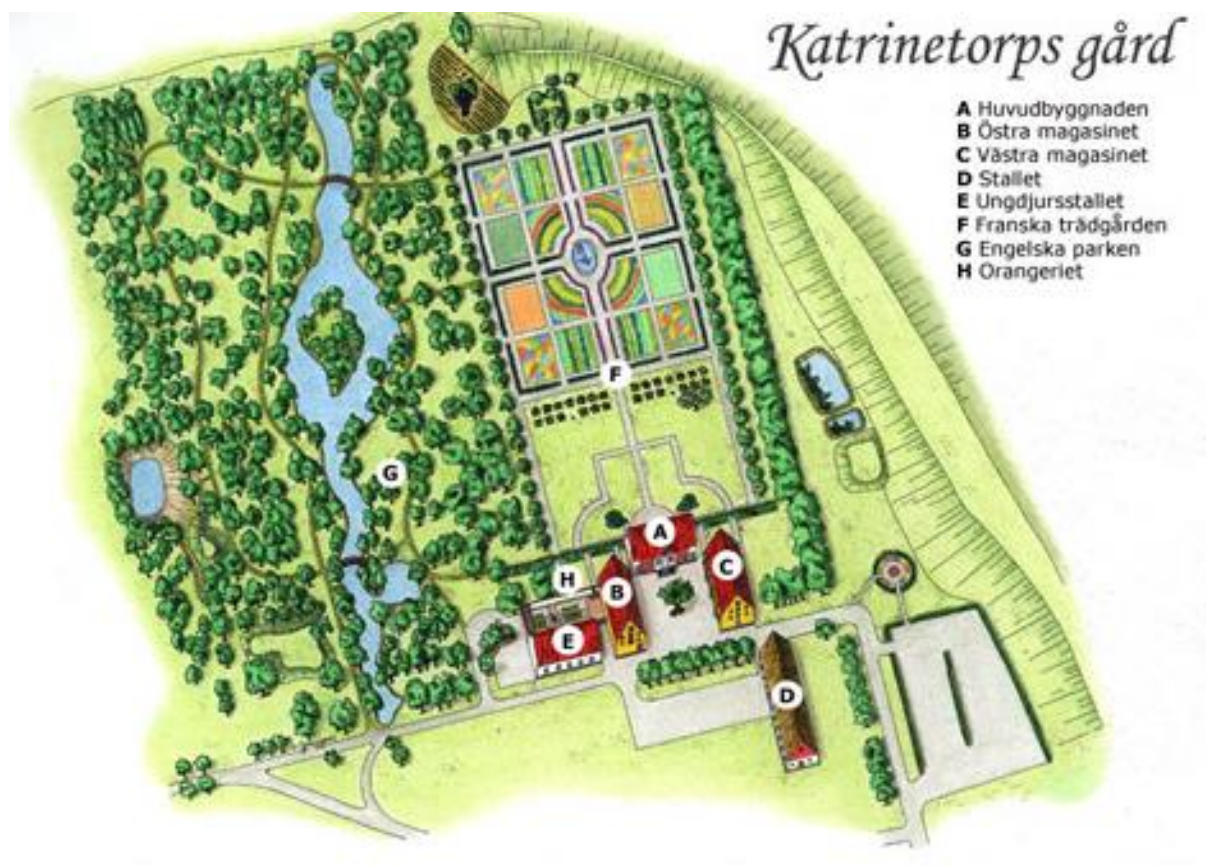 Katrinetorps gård
A Huvudbyggnaden
B Östra magasinet
C Västra magasinet
D Stallet
E Ungdjursstallet
F Franska trädgården
G Engelska parken
H Orangeriet
F
G
A
C
H
B
E
D